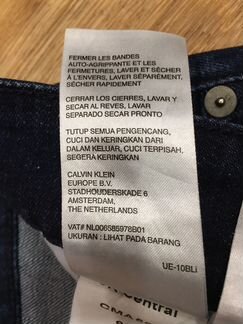 FERMER LES BANDES
AUTO-AGRIPPANTE ET LES
FERMETURES, LAVER ET SÉCHER
À L'ENVERS, LAVER SÉPARÉMENT,
SÉCHER RAPIDEMENT
CERRAR LOS CIERRES, LAVAR Y
SECAR AL REVES, LAVAR
SEPARADO SECAR PRONTO
TUTUP SEMUA PENGENCANG,
CUCI DAN KERINGKAN DARI
DALAM KELUAR, CUCI TERPISAH,
SEGERA KERINGKAN
CALVIN KLEIN
EUROPE B.V.
STADHOUDERSKADE 6
AMSTERDAM,
THE NETHERLANDS
VAT# NL006585978B01
UKURAN : LIHAT PADA BARANG
UE-10BLi
Central